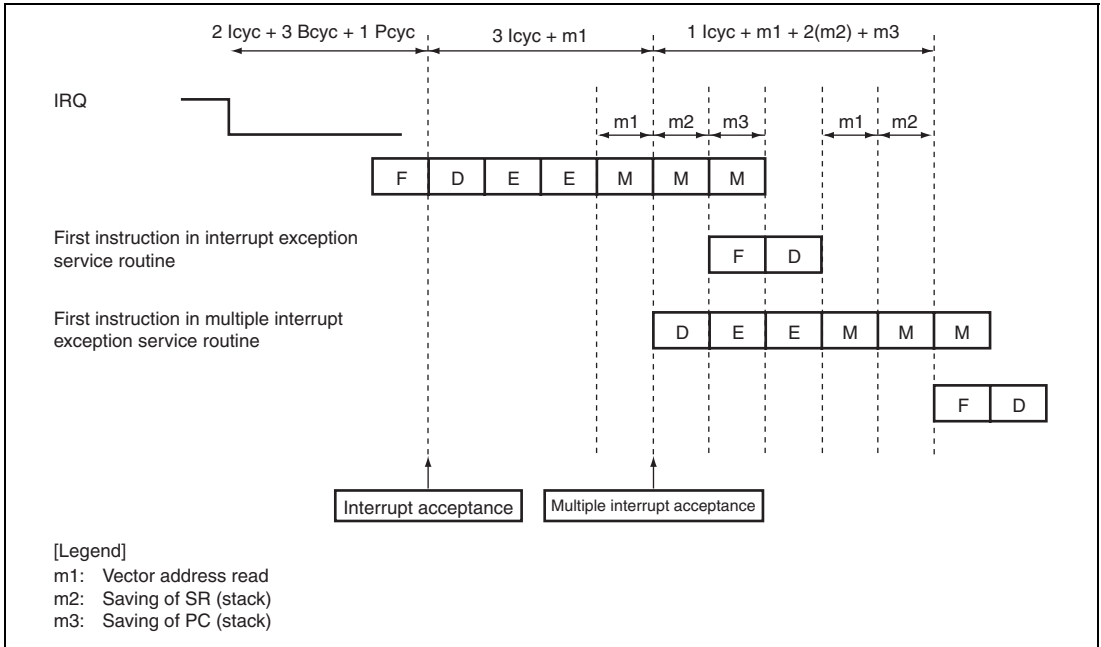 2 Icyc + 3 Bcyc + 1 Pcyc
3 Icyc + m1
1 Icyc + m1 + 2(m2) + m3
IRQ
m1
m2
m3
m1
m2
F D E E M M M
First instruction in interrupt exception
service routine
F D
First instruction in multiple interrupt
exception service routine
D E E M M M
F D
Interrupt acceptance
Multiple interrupt acceptance
[Legend]
m1: Vector address read
m2: Saving of SR (stack)
m3: Saving of PC (stack)